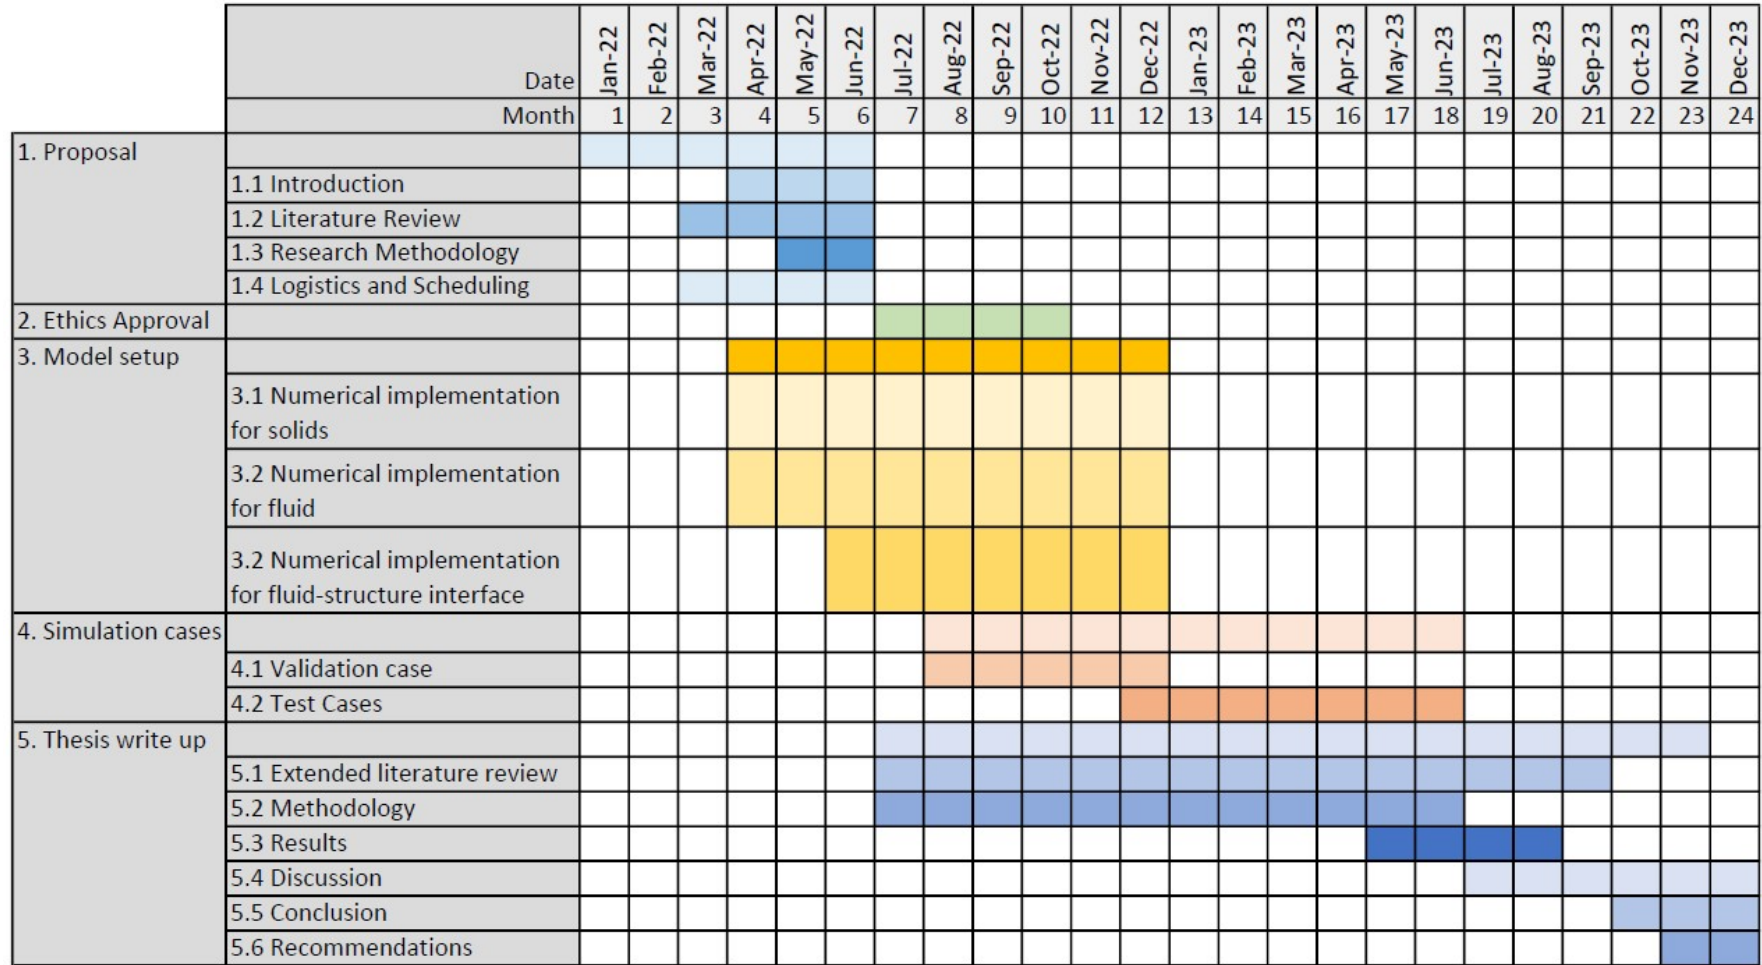 Jan-22 Feb-22 Mar-22 Apr-22 May-22 Jun-22 Jul-22 Aug-22 Sep-22 Oct-22 Nov-22 Dec-22 Jan-23 Feb-23 Mar-23 Apr-23 May-23 Jun-23 Jul-23 Aug-23 Sep-23 Oct-23 Nov-23 Dec-23
Date
Month 1 2 3 4 5 6 7 8 9 10 11 12 13 14 15 16 17 18 19 20 21 22 23 24
1. Proposal
1.1 Introduction
1.2 Literature Review
1.3 Research Methodology
1.4 Logistics and Scheduling
2. Ethics Approval
3. Model setup
3.1 Numerical implementation
for solids
3.2 Numerical implementation
for fluid
3.2 Numerical implementation
for fluid-structure interface
4. Simulation cases
4.1 Validation case
4.2 Test Cases
5. Thesis write up
5.1 Extended literature review
5.2 Methodology
5.3 Results
5.4 Discussion
5.5 Conclusion
5.6 Recommendations